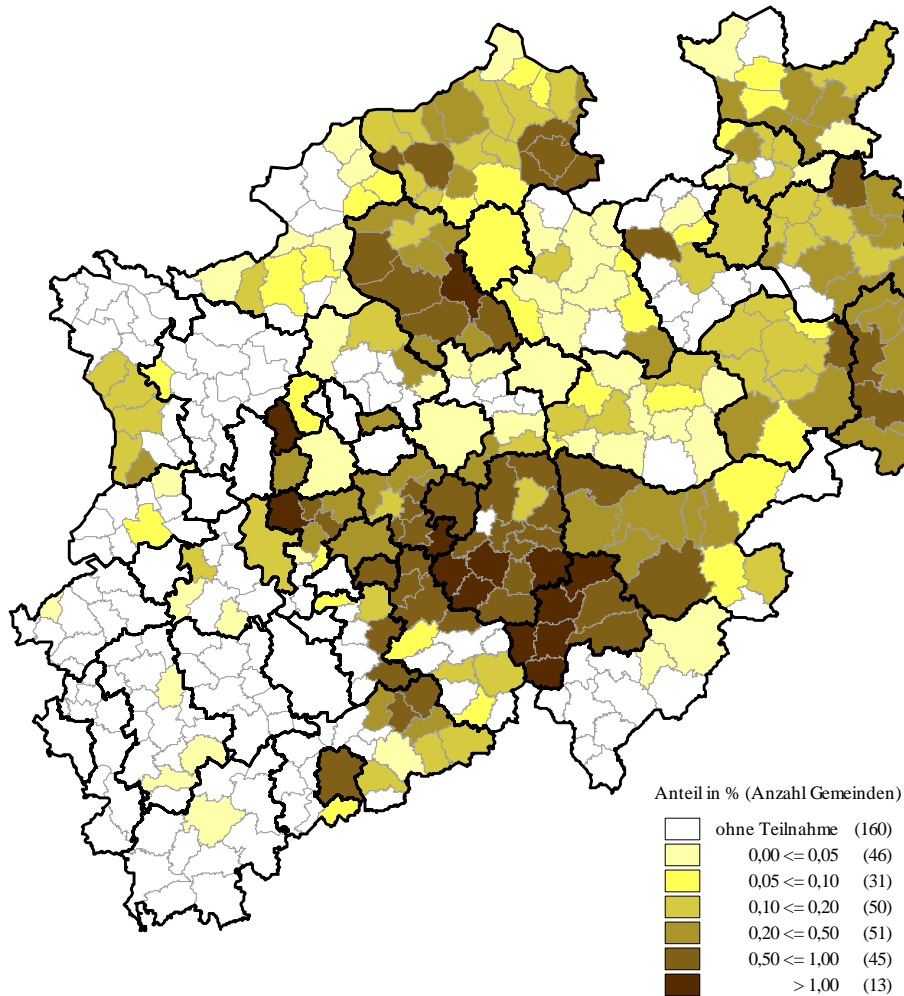 Anteil in % (Anzahl Gemeinden)
ohne Teilnahme (160)
0,00 <= 0,05 (46)
0,05 <= 0,10 (31)
0,10 <= 0,20 (50)
0,20 <= 0,50 (51)
0,50 <= 1,00 (45)
> 1,00 (13)